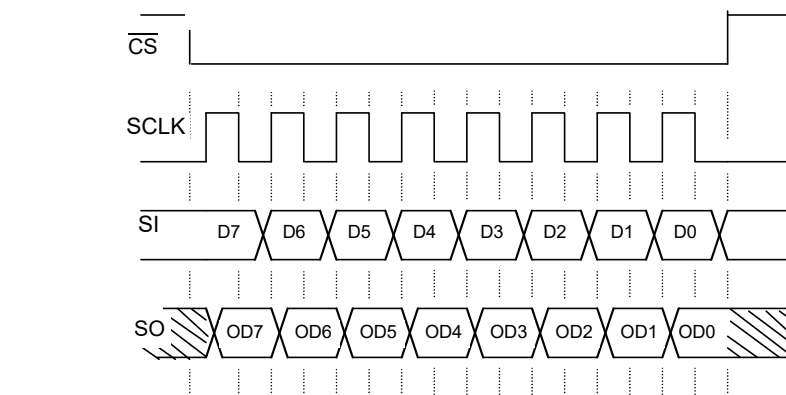 C̅S̅
SCLK
SI D7 D6 D5 D4 D3 D2 D1 D0
SO OD7 OD6 OD5 OD4 OD3 OD2 OD1 OD0